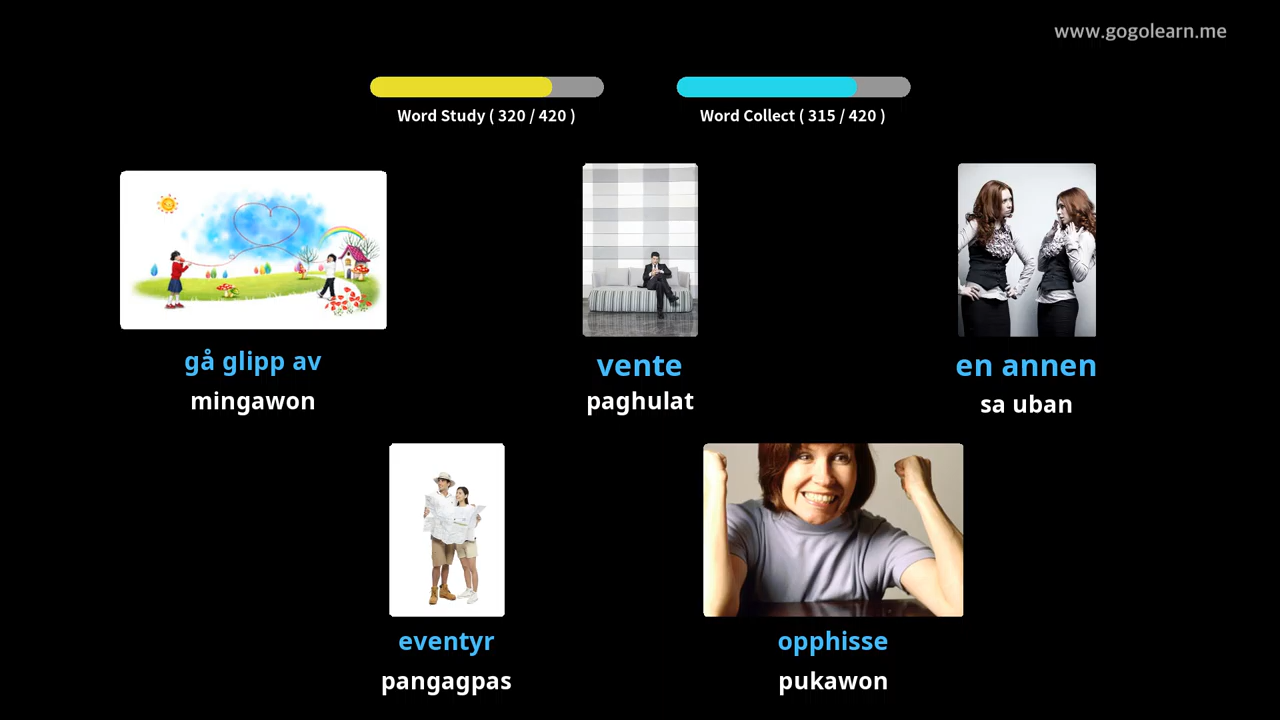 www.gogolearn.me
Word Study ( 320 / 420 )
Word Collect ( 315 / 420 )
gå glipp av
mingawon
vente
paghulat
en annen
sa uban
eventyr
pangagpas
opphisse
pukawon